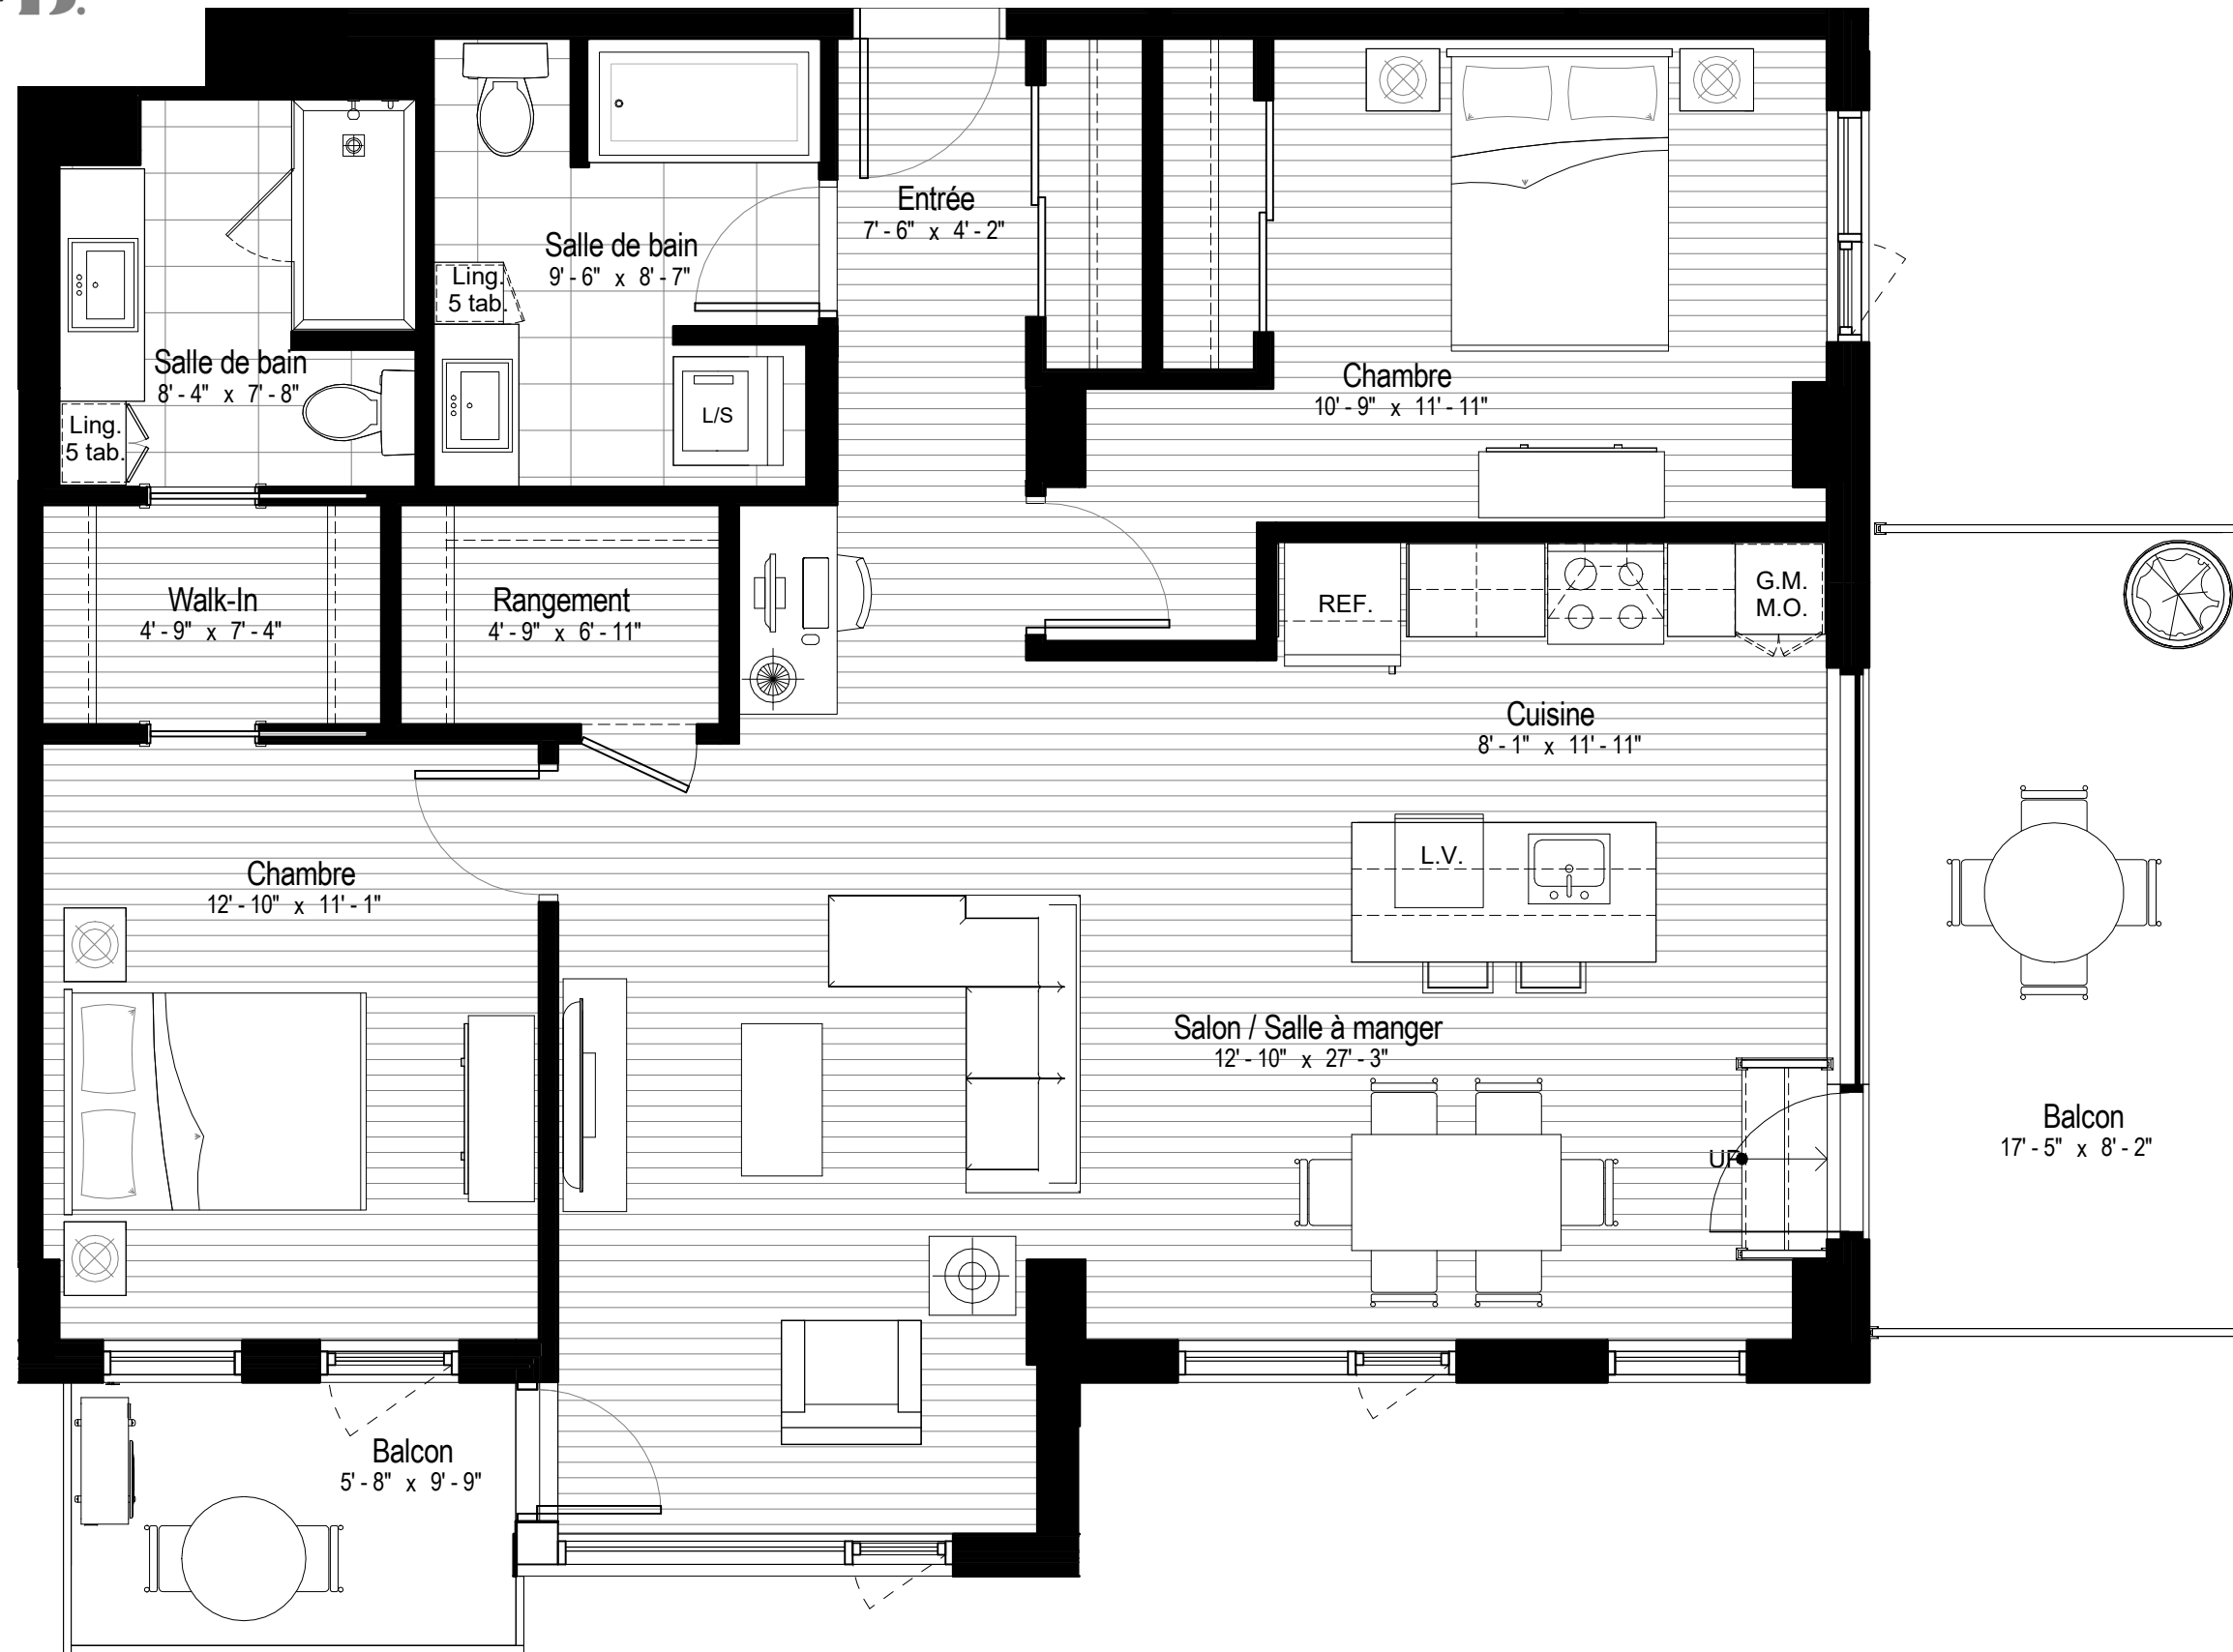 Entrée
7' - 6" x 4' - 2"
Salle de bain
9' - 6" x 8' - 7"
Ling.
5 tab.
Salle de bain
8' - 4" x 7' - 8"
Ling.
5 tab.
L/S
Chambre
10' - 9" x 11' - 11"
Walk-In
4' - 9" x 7' - 4"
Rangement
4' - 9" x 6' - 11"
REF.
G.M.
M.O.
Cuisine
8' - 1" x 11' - 11"
L.V.
Chambre
12' - 10" x 11' - 1"
Salon / Salle à manger
12' - 10" x 27' - 3"
UP
Balcon
17' - 5" x 8' - 2"
Balcon
5' - 8" x 9' - 9"